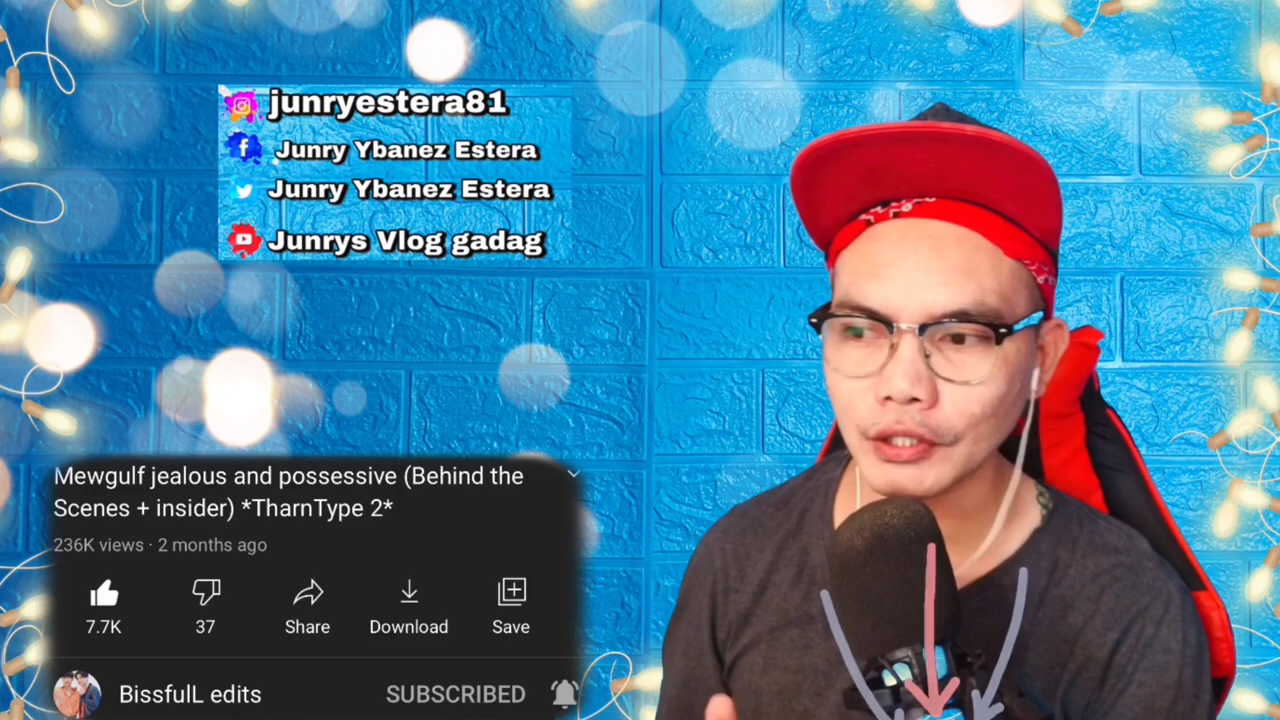 junryestera81
Junry Ybanez Estera
Junry Ybanez Estera
Junrys Vlog gadag
Mewgulf jealous and possessive (Behind the
Scenes + insider) *TharnType 2*
236K views · 2 months ago
7.7K
37
Share
Download
Save
BissfulL edits
SUBSCRIBED